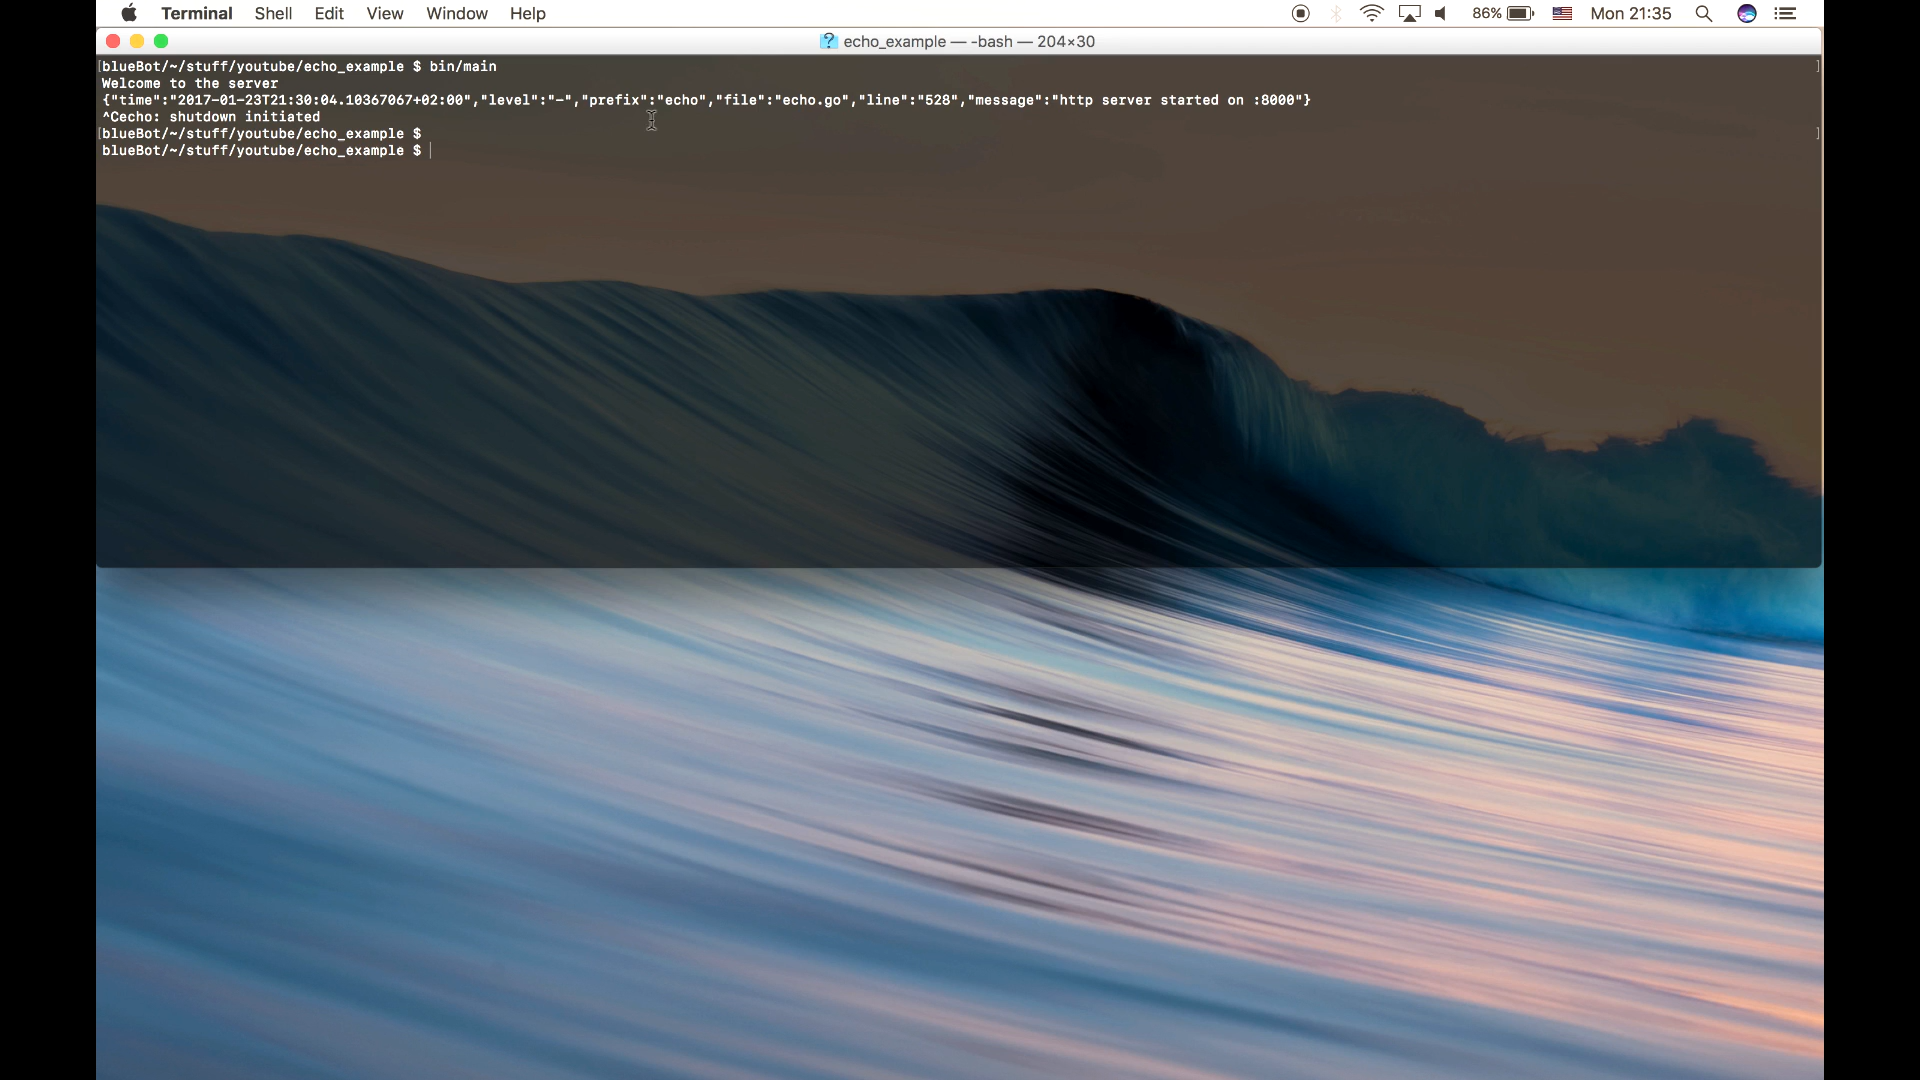 Terminal Shell Edit View Window Help 86% Mon 21:35
echo_example — -bash — 204×30
[blueBot/~/stuff/youtube/echo_example $ bin/main ]
Welcome to the server
{"time":"2017-01-23T21:30:04.10367067+02:00","level":"-","prefix":"echo","file":"echo.go","line":"528","message":"http server started on :8000"}
^Cecho: shutdown initiated
[blueBot/~/stuff/youtube/echo_example $ ]
blueBot/~/stuff/youtube/echo_example $